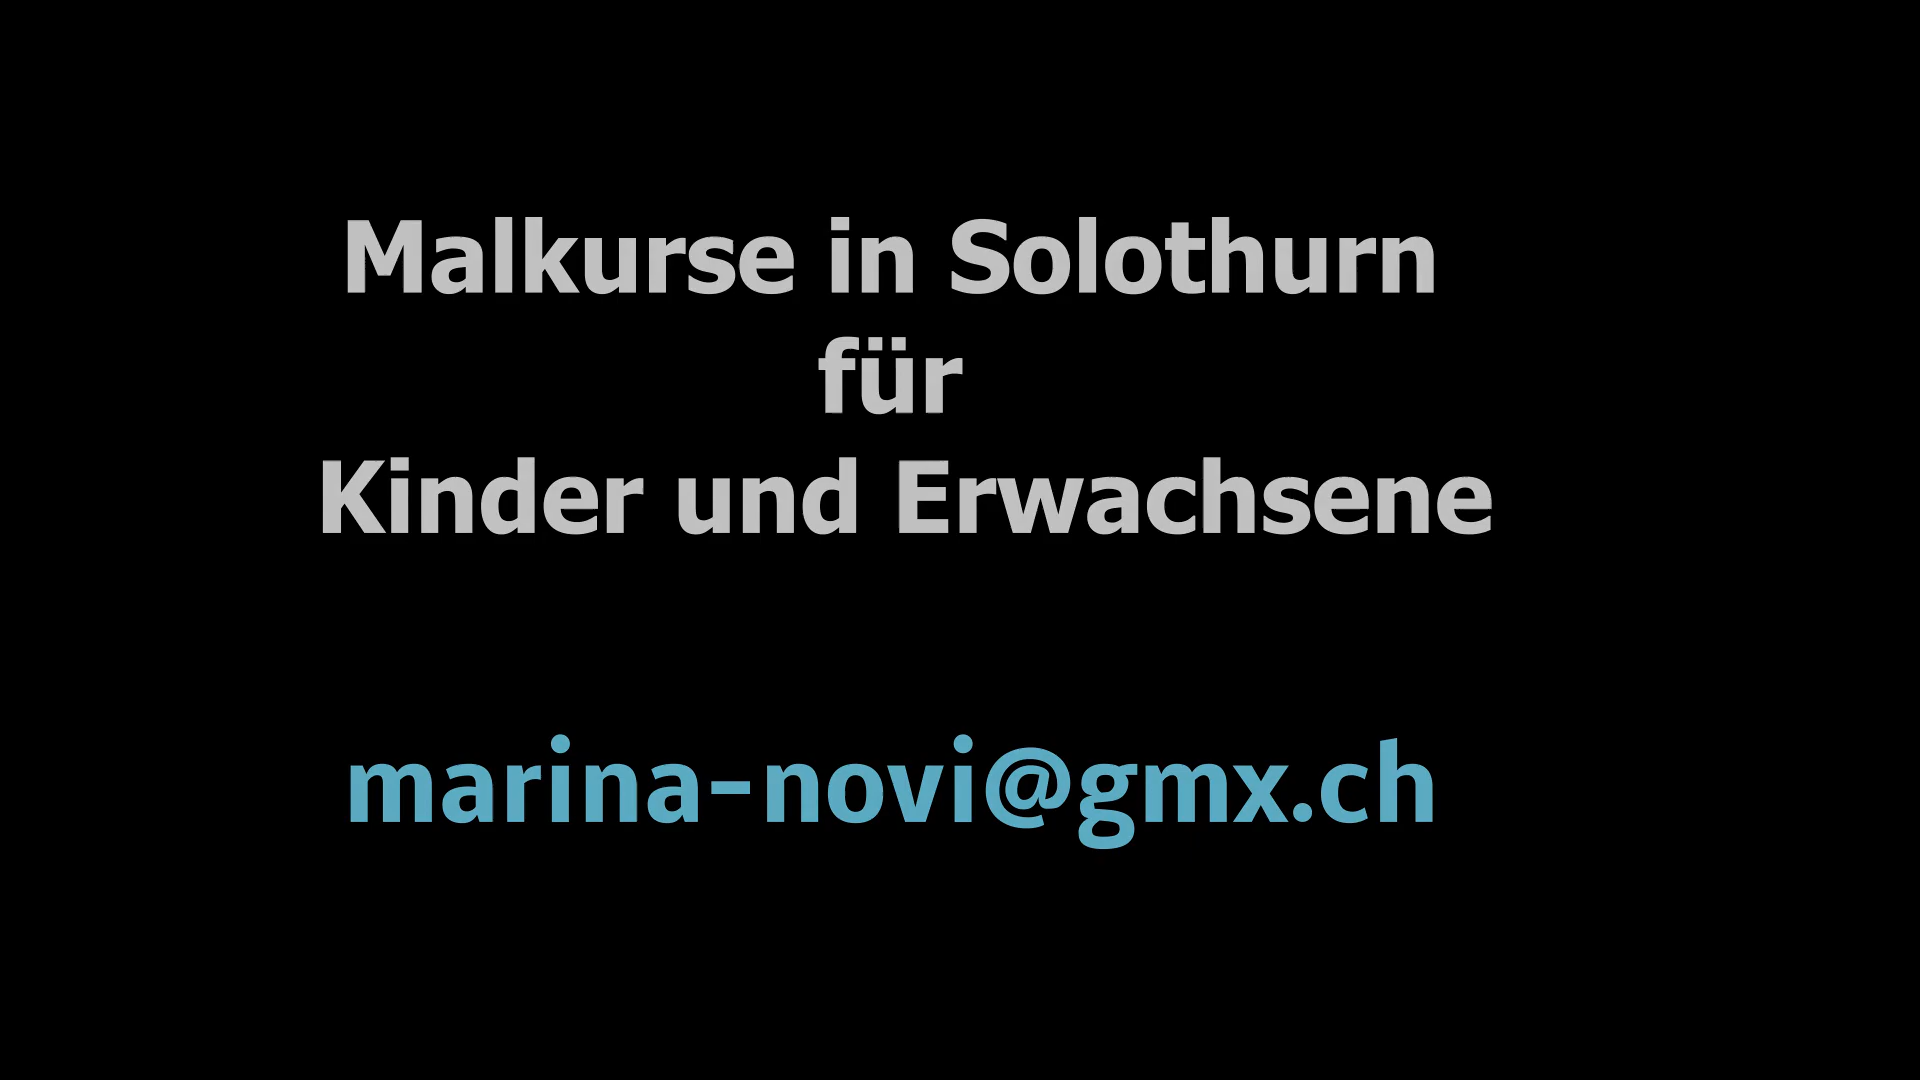 Malkurse in Solothurn
für
Kinder und Erwachsene
marina-novi@gmx.ch